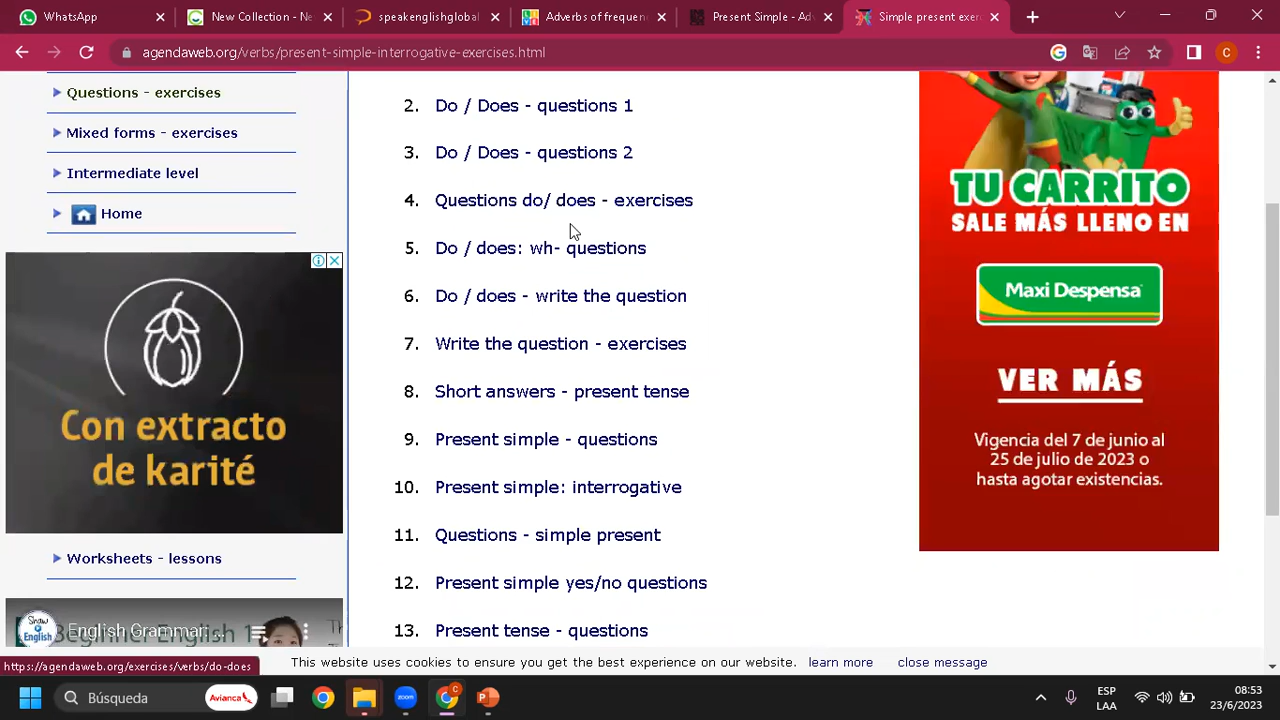 WhatsApp
New Collection - Ne
speakenglishglobal
Adverbs of frequen
Present Simple - Ad
Simple present exer
agendaweb.org/verbs/present-simple-interrogative-exercises.html
C
Questions - exercises
Mixed forms - exercises
Intermediate level
Home
Con extracto
de karité
Worksheets - lessons
English Grammar: ...
2. Do / Does - questions 1
3. Do / Does - questions 2
4. Questions do/ does - exercises
5. Do / does: wh- questions
6. Do / does - write the question
7. Write the question - exercises
8. Short answers - present tense
9. Present simple - questions
10. Present simple: interrogative
11. Questions - simple present
12. Present simple yes/no questions
13. Present tense - questions
TU CARRITO
SALE MÁS LLENO EN
Maxi Despensa
VER MÁS
Vigencia del 7 de junio al
25 de julio de 2023 o
hasta agotar existencias.
https://agendaweb.org/exercises/verbs/do-does
This website uses cookies to ensure you get the best experience on our website. learn more close message
Búsqueda
Avianca
zoom
ESP
LAA
08:53
23/6/2023